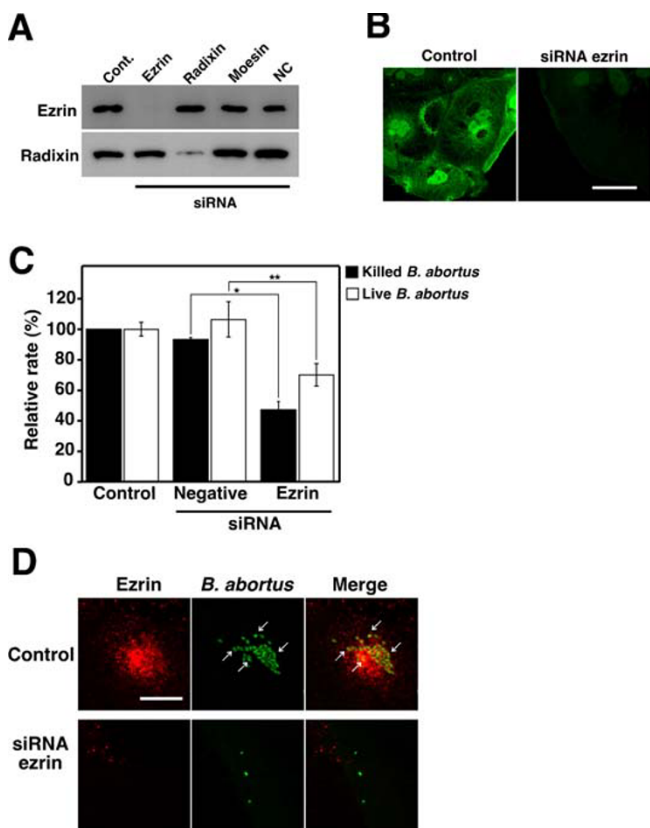 A
Cont.
Ezrin
Radixin
Moesin
NC
Ezrin
Radixin
siRNA
B
Control
siRNA ezrin
C
Killed B. abortus
Live B. abortus
Relative rate (%)
120
100
80
60
40
20
0
*
**
Control
Negative
Ezrin
siRNA
D
Ezrin
B. abortus
Merge
Control
siRNA
ezrin